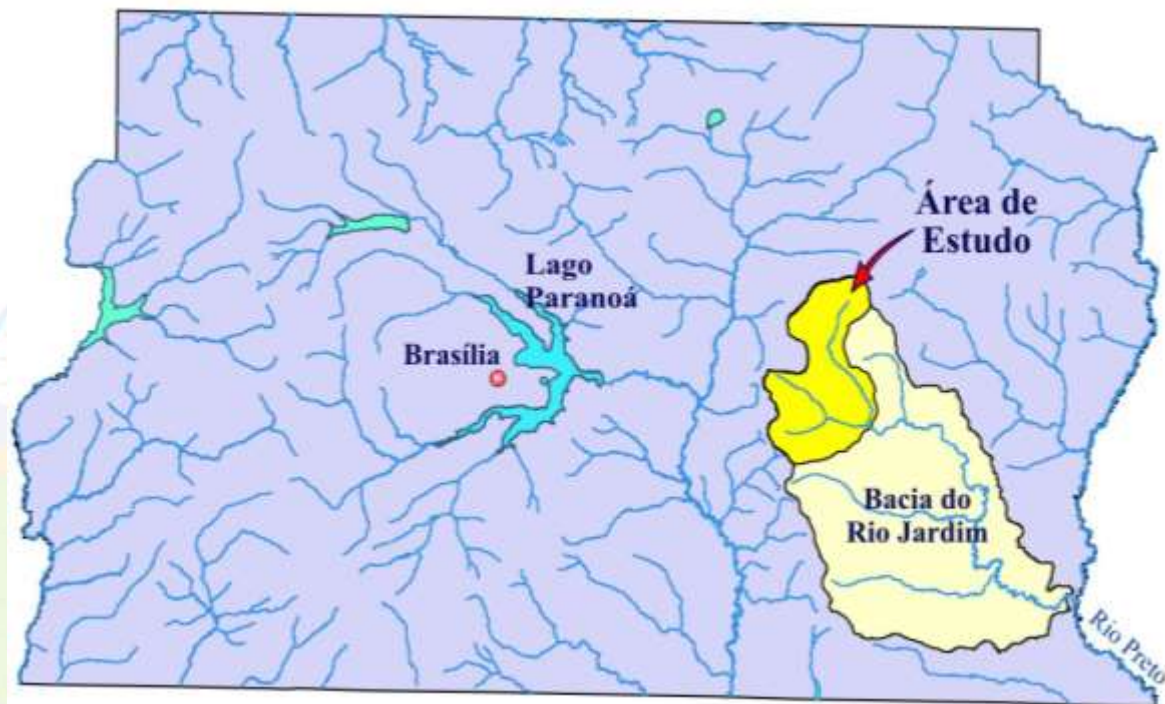 Área de
Estudo
Lago
Paranoá
Brasília
Bacia do
Rio Jardim
Rio Preto